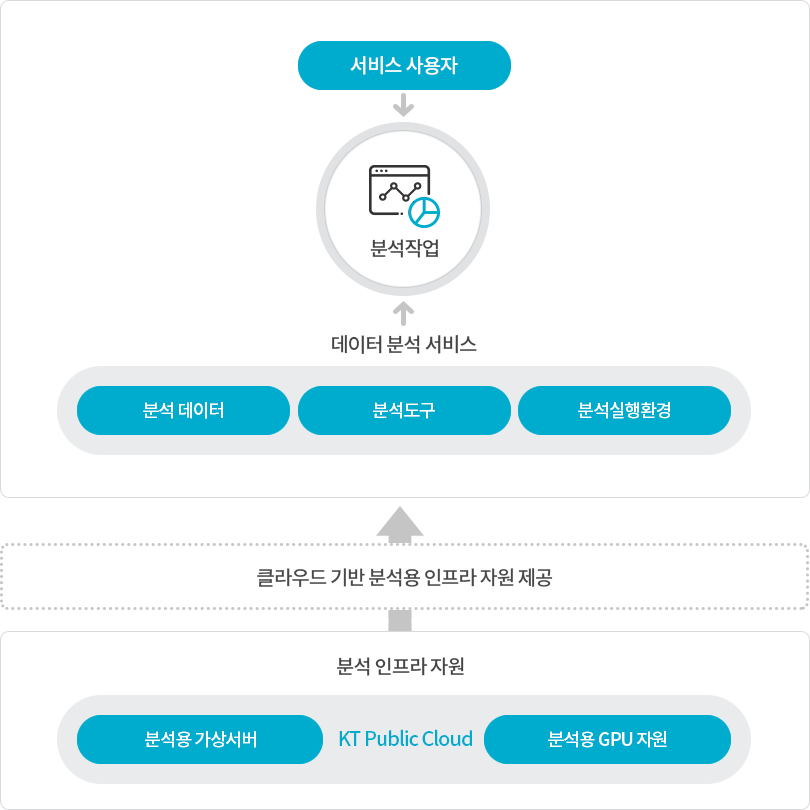 서비스 사용자
분석작업
데이터 분석 서비스
분석 데이터
분석도구
분석실행환경
클라우드 기반 분석용 인프라 자원 제공
분석 인프라 자원
분석용 가상서버
KT Public Cloud
분석용 GPU 자원